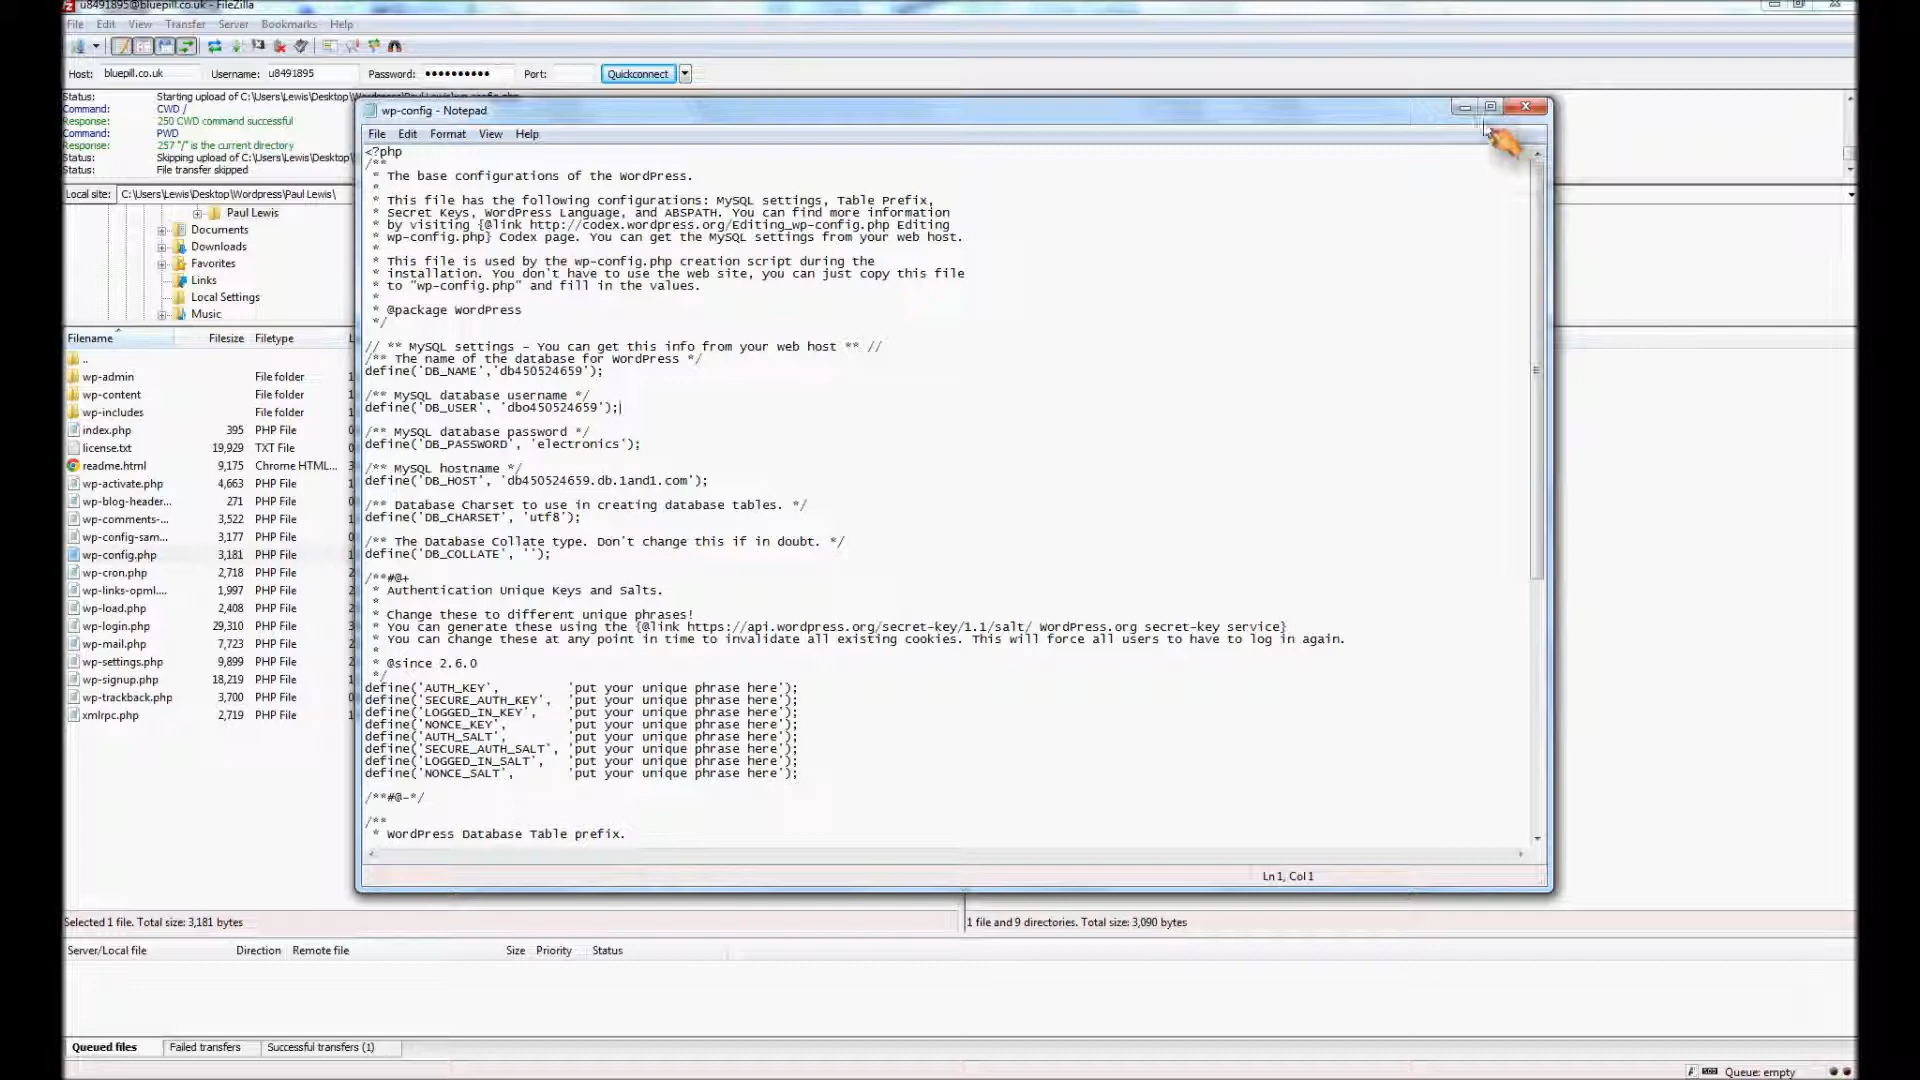 u8491895@bluepill.co.uk - FileZilla
File Edit View Transfer Server Bookmarks Help
Host: bluepill.co.uk Username: u8491895 Password: ●●●●●●●●●● Port: Quickconnect
Status: Starting upload of C:\Users\Lewis\Desktop\Wordpress\Paul Lewis\wp-config.php
Command: CWD /
Response: 250 CWD command successful
Command: PWD
Response: 257 "/" is the current directory
Status: Skipping upload of C:\Users\Lewis\Desktop\
Status: File transfer skipped
Local site: C:\Users\Lewis\Desktop\Wordpress\Paul Lewis\
Paul Lewis
Documents
Downloads
Favorites
Links
Local Settings
Music
Filename Filesize Filetype
..
wp-admin File folder
wp-content File folder
wp-includes File folder
index.php 395 PHP File
license.txt 19,929 TXT File
readme.html 9,175 Chrome HTML...
wp-activate.php 4,663 PHP File
wp-blog-header... 271 PHP File
wp-comments-... 3,522 PHP File
wp-config-sam... 3,177 PHP File
wp-config.php 3,181 PHP File
wp-cron.php 2,718 PHP File
wp-links-opml.... 1,997 PHP File
wp-load.php 2,408 PHP File
wp-login.php 29,310 PHP File
wp-mail.php 7,723 PHP File
wp-settings.php 9,899 PHP File
wp-signup.php 18,219 PHP File
wp-trackback.php 3,700 PHP File
xmlrpc.php 2,719 PHP File
wp-config - Notepad
File Edit Format View Help
<?php
/**
 * The base configurations of the WordPress.
 *
 * This file has the following configurations: MySQL settings, Table Prefix,
 * Secret Keys, WordPress Language, and ABSPATH. You can find more information
 * by visiting {@link http://codex.wordpress.org/Editing_wp-config.php Editing
 * wp-config.php} Codex page. You can get the MySQL settings from your web host.
 *
 * This file is used by the wp-config.php creation script during the
 * installation. You don't have to use the web site, you can just copy this file
 * to "wp-config.php" and fill in the values.
 *
 * @package WordPress
 */
// ** MySQL settings - You can get this info from your web host ** //
/** The name of the database for WordPress */
define('DB_NAME','db450524659');
/** MySQL database username */
define('DB_USER', 'dbo450524659');
/** MySQL database password */
define('DB_PASSWORD', 'electronics');
/** MySQL hostname */
define('DB_HOST', 'db450524659.db.1and1.com');
/** Database Charset to use in creating database tables. */
define('DB_CHARSET', 'utf8');
/** The Database Collate type. Don't change this if in doubt. */
define('DB_COLLATE', '');
/**#@+
 * Authentication Unique Keys and Salts.
 *
 * Change these to different unique phrases!
 * You can generate these using the {@link https://api.wordpress.org/secret-key/1.1/salt/ WordPress.org secret-key service}
 * You can change these at any point in time to invalidate all existing cookies. This will force all users to have to log in again.
 *
 * @since 2.6.0
 */
define('AUTH_KEY', 'put your unique phrase here');
define('SECURE_AUTH_KEY', 'put your unique phrase here');
define('LOGGED_IN_KEY', 'put your unique phrase here');
define('NONCE_KEY', 'put your unique phrase here');
define('AUTH_SALT', 'put your unique phrase here');
define('SECURE_AUTH_SALT', 'put your unique phrase here');
define('LOGGED_IN_SALT', 'put your unique phrase here');
define('NONCE_SALT', 'put your unique phrase here');
/**#@-*/
/**
 * WordPress Database Table prefix.
Ln 1, Col 1
Selected 1 file. Total size: 3,181 bytes
1 file and 9 directories. Total size: 3,090 bytes
Server/Local file Direction Remote file Size Priority Status
Queued files Failed transfers Successful transfers (1)
Queue: empty